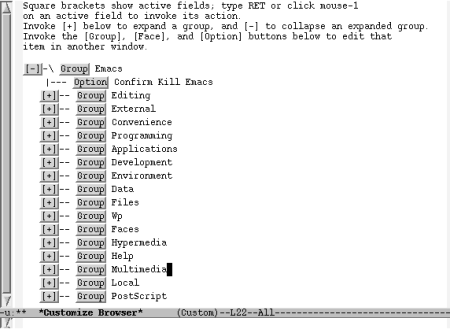 Square brackets show active fields; type RET or click mouse-1
on an active field to invoke its action.
Invoke [+] below to expand a group, and [-] to collapse an expanded group.
Invoke the [Group], [Face], and [Option] buttons below to edit that
item in another window.
[-]-\ Group Emacs
|--- Option Confirm Kill Emacs
[+]-- Group Editing
[+]-- Group External
[+]-- Group Convenience
[+]-- Group Programming
[+]-- Group Applications
[+]-- Group Development
[+]-- Group Environment
[+]-- Group Data
[+]-- Group Files
[+]-- Group Wp
[+]-- Group Faces
[+]-- Group Hypermedia
[+]-- Group Help
[+]-- Group Multimedia
[+]-- Group Local
[+]-- Group PostScript
-u:** *Customize Browser* (Custom)--L22--All--------------------------------